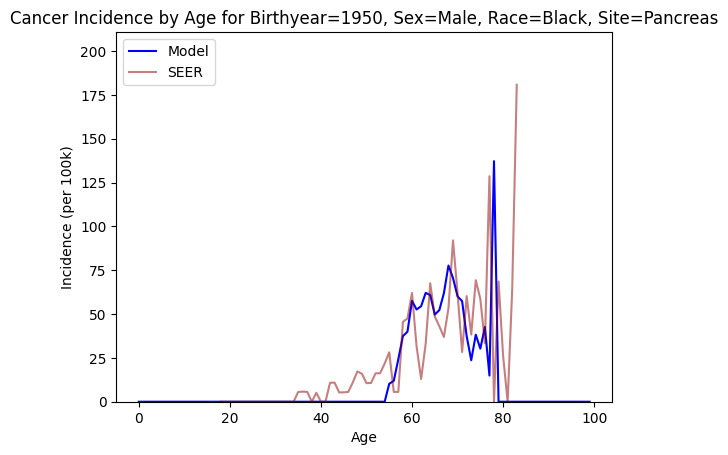 Cancer Incidence by Age for Birthyear=1950, Sex=Male, Race=Black, Site=Pancreas
Model
SEER
Incidence (per 100k)
200
175
150
125
100
75
50
25
0
0 20 40 60 80 100
Age